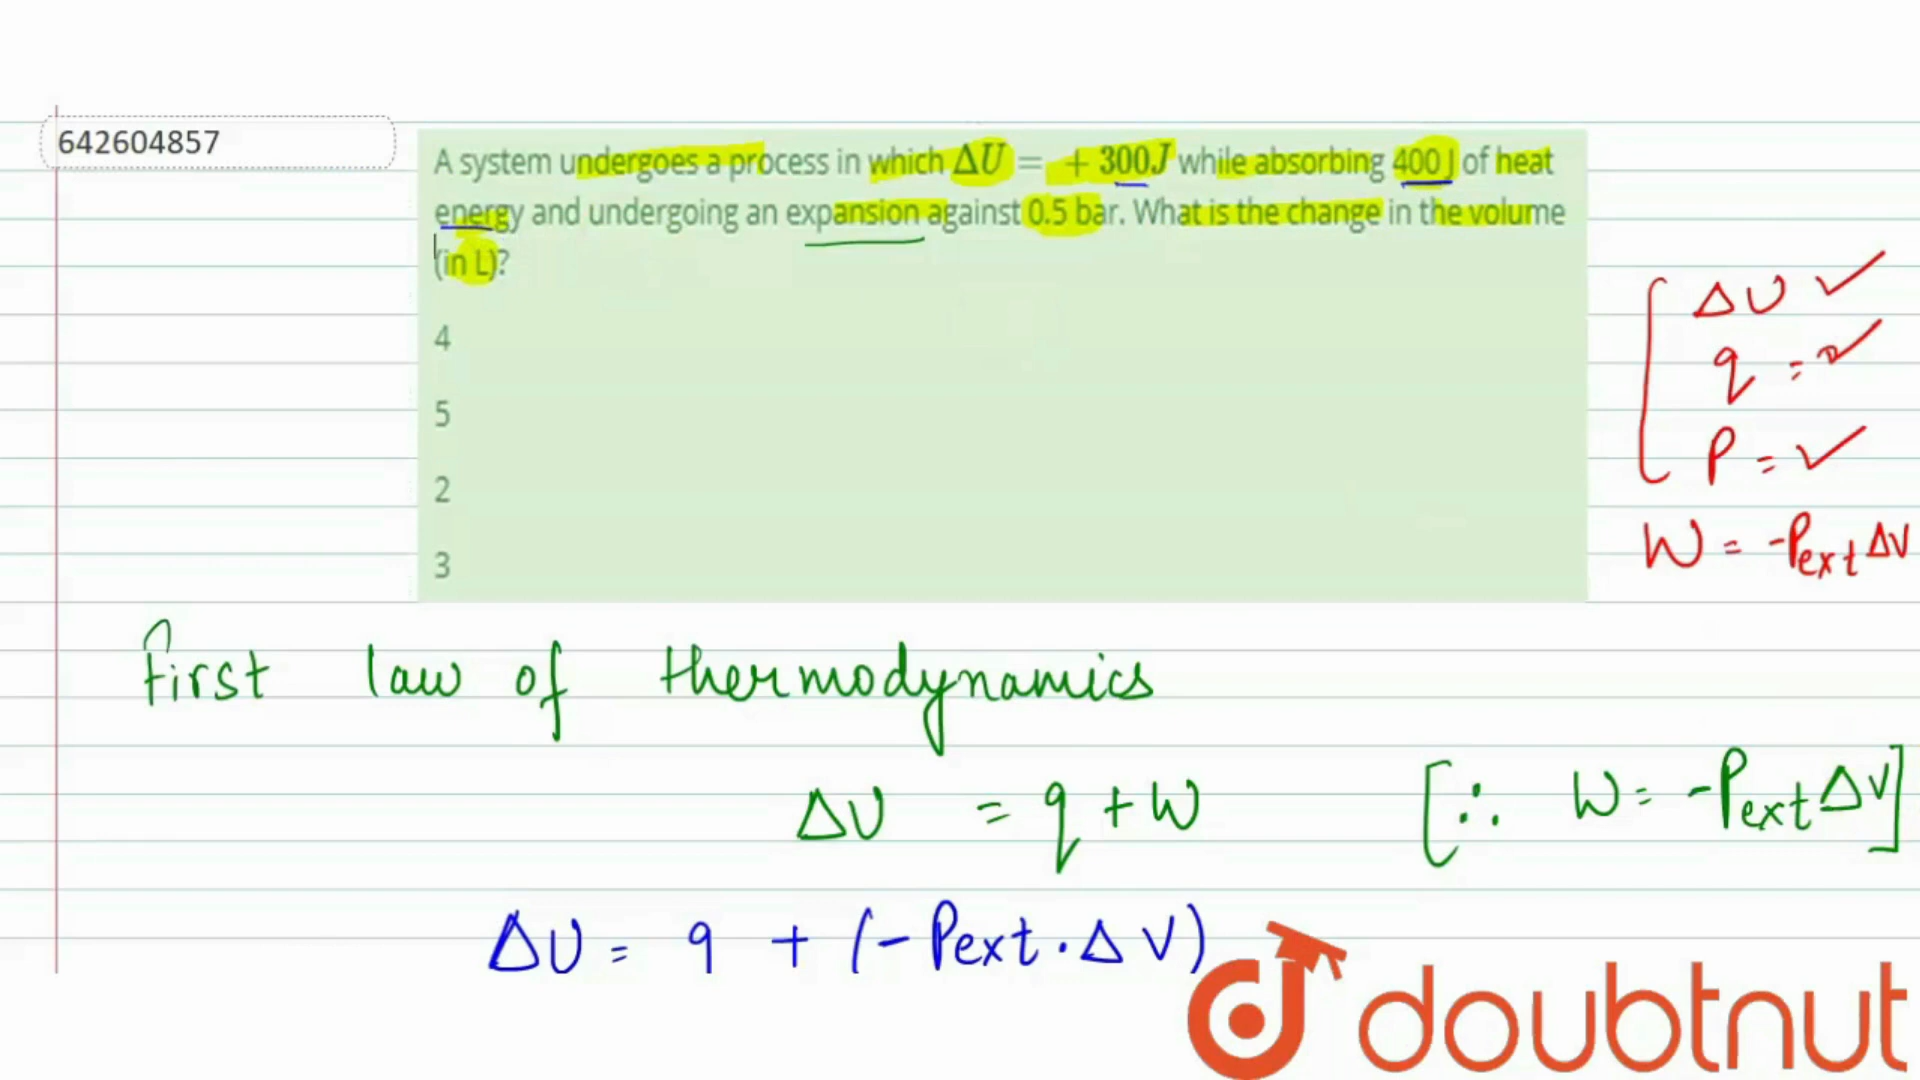 642604857
A system undergoes a process in which ΔU = +300J while absorbing 400 J of heat
energy and undergoing an expansion against 0.5 bar. What is the change in the volume
(in L)?
4
5
2
3
ΔU ✓
q = ✓
P = ✓
W = -Pext ΔV
First law of thermodynamics
ΔU = q + W [∴ W = -Pext ΔV]
ΔU = q + (-Pext · ΔV)
doubtnut